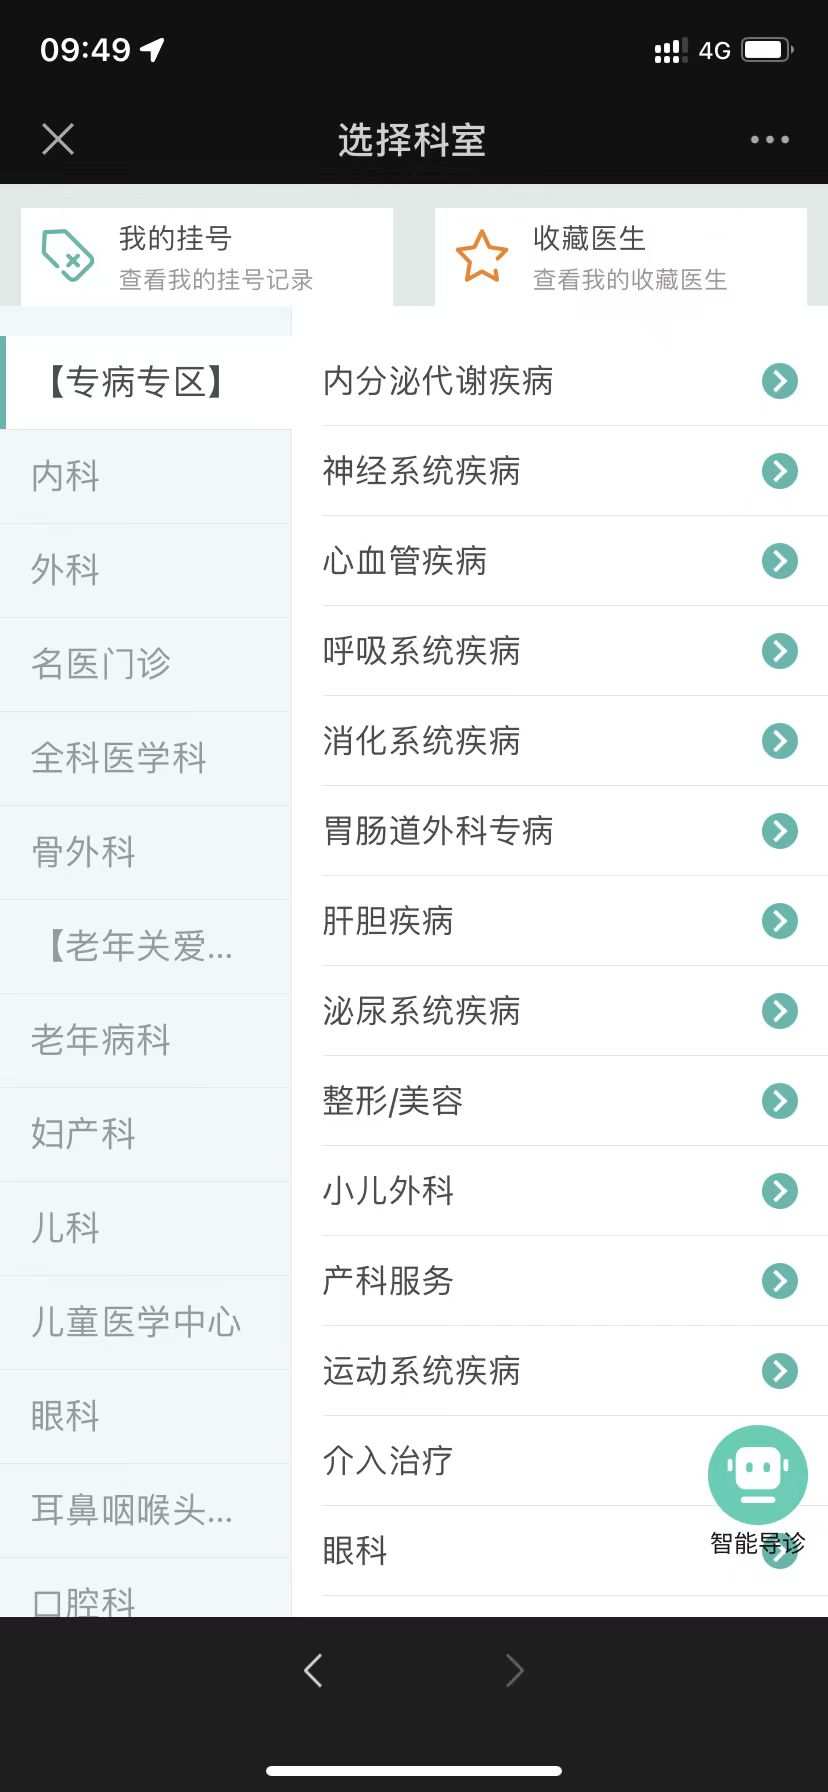 09:49
4G
选择科室
我的挂号
查看我的挂号记录
收藏医生
查看我的收藏医生
【专病专区】
内科
外科
名医门诊
全科医学科
骨外科
【老年关爱...
老年病科
妇产科
儿科
儿童医学中心
眼科
耳鼻咽喉头...
口腔科
内分泌代谢疾病
神经系统疾病
心血管疾病
呼吸系统疾病
消化系统疾病
胃肠道外科专病
肝胆疾病
泌尿系统疾病
整形/美容
小儿外科
产科服务
运动系统疾病
介入治疗
眼科
智能导诊